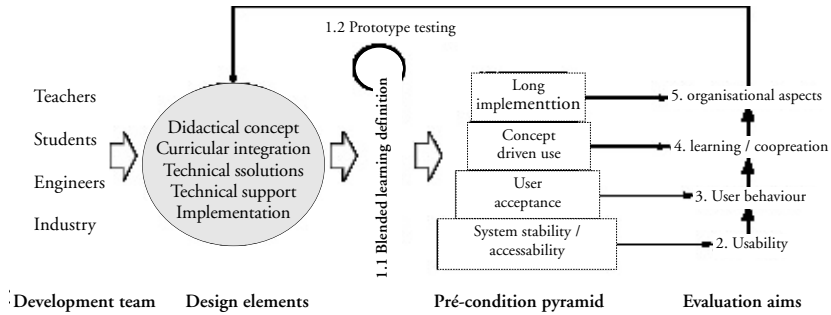 1.2 Prototype testing
Teachers
Students
Engineers
Industry
Didactical concept
Curricular integration
Technical ssolutions
Technical support
Implementation
1.1 Blended learning definition
Long
implementtion
Concept
driven use
User
acceptance
System stability /
accessability
5. organisational aspects
4. learning / coopreation
3. User behaviour
2. Usability
Development team
Design elements
Pré-condition pyramid
Evaluation aims